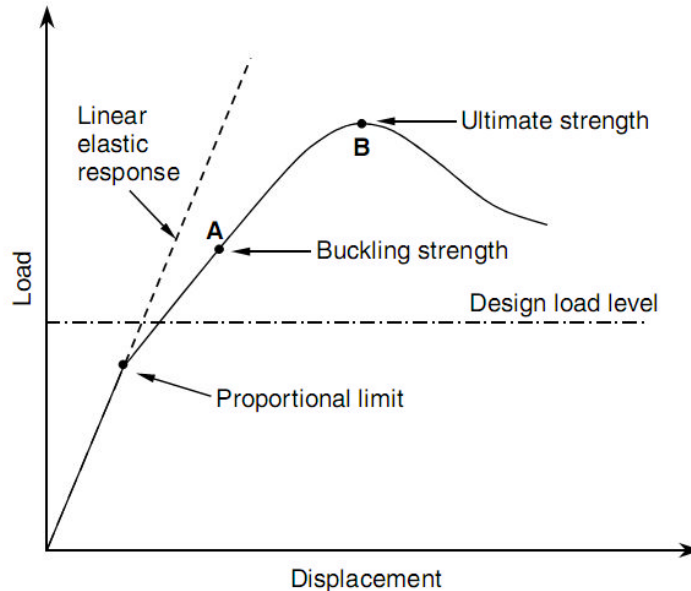 Linear
elastic
response
Ultimate strength
B
A
Buckling strength
Load
Design load level
Proportional limit
Displacement